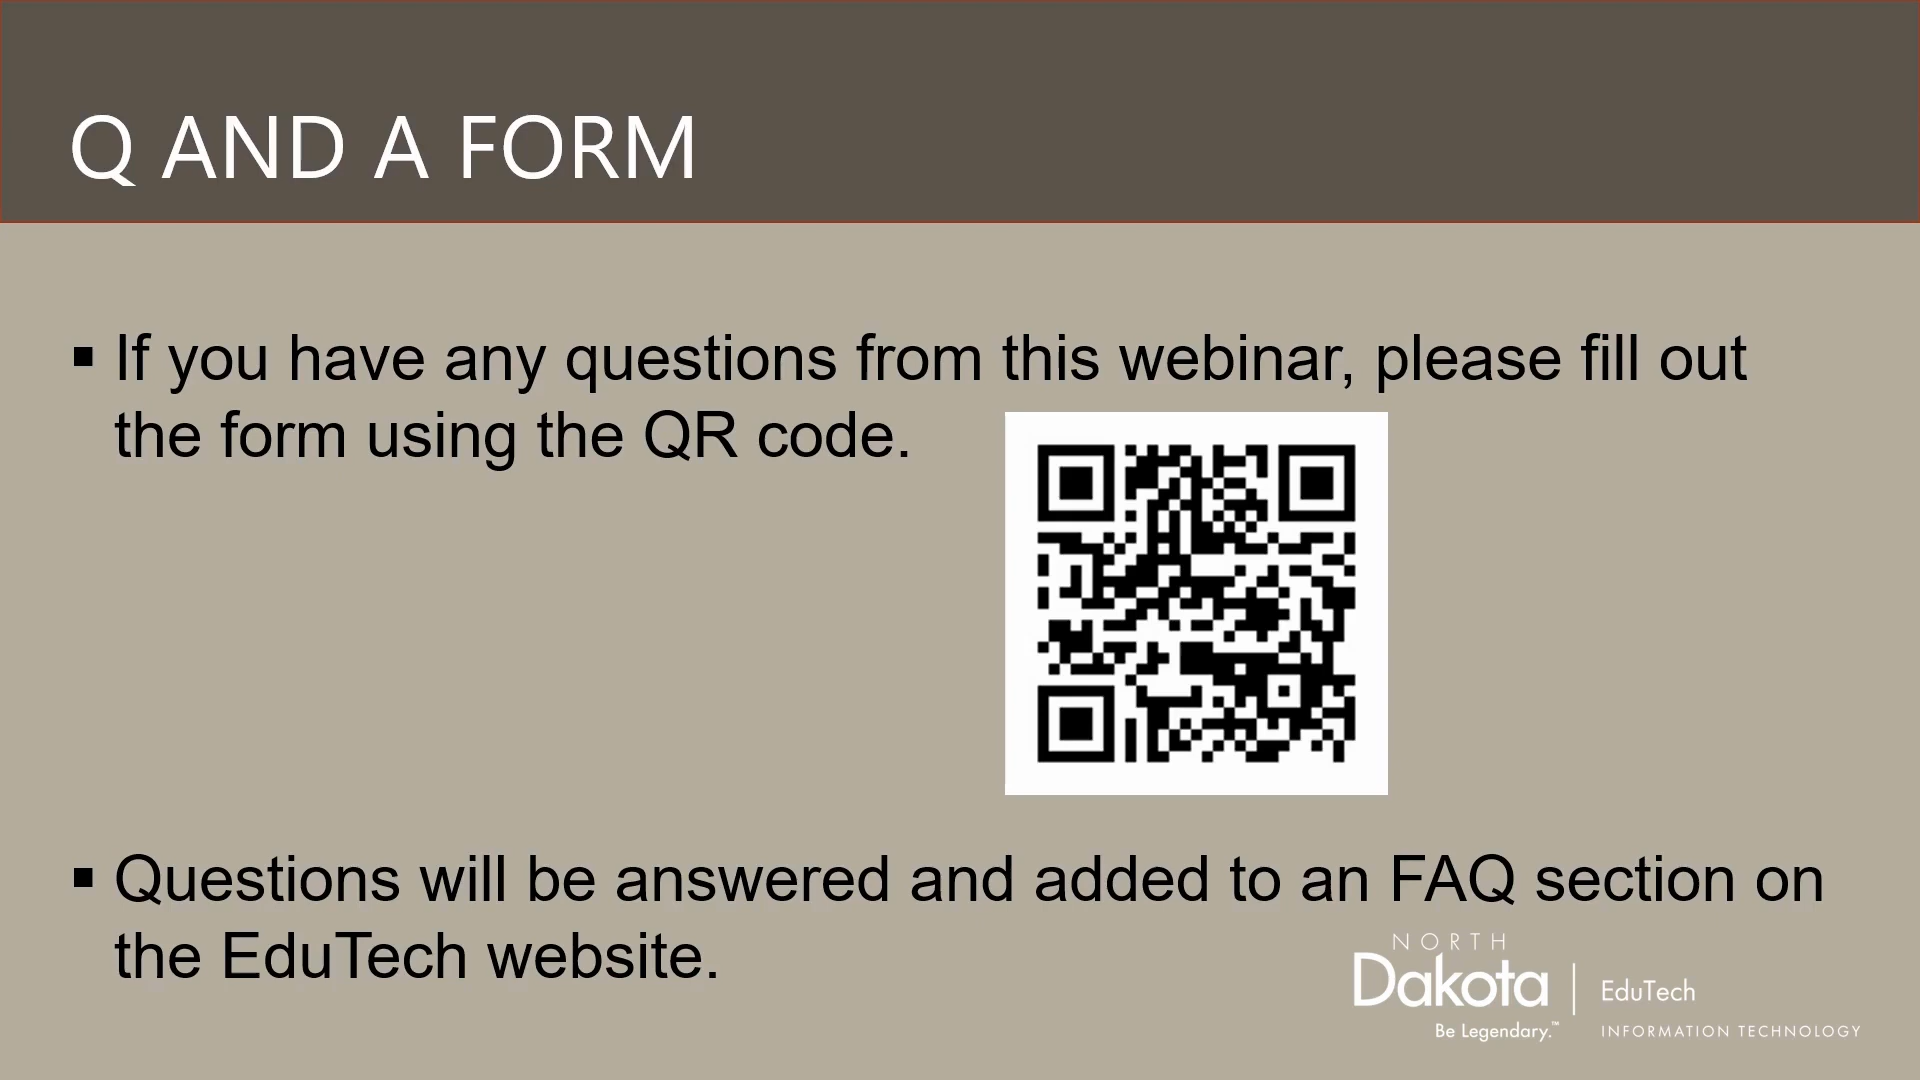 Q AND A FORM
▪ If you have any questions from this webinar, please fill out
the form using the QR code.
▪ Questions will be answered and added to an FAQ section on
the EduTech website.
NORTH
Dakota
Be Legendary.™
EduTech
INFORMATION TECHNOLOGY